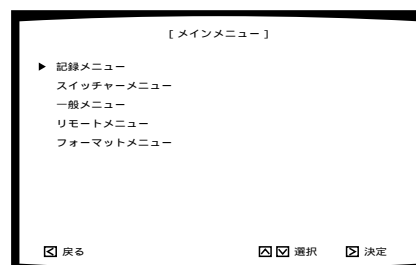 [ メインメニュー ]
▶ 記録メニュー
スイッチャーメニュー
一般メニュー
リモートメニュー
フォーマットメニュー
< 戻る ∧ ∨ 選択 > 決定